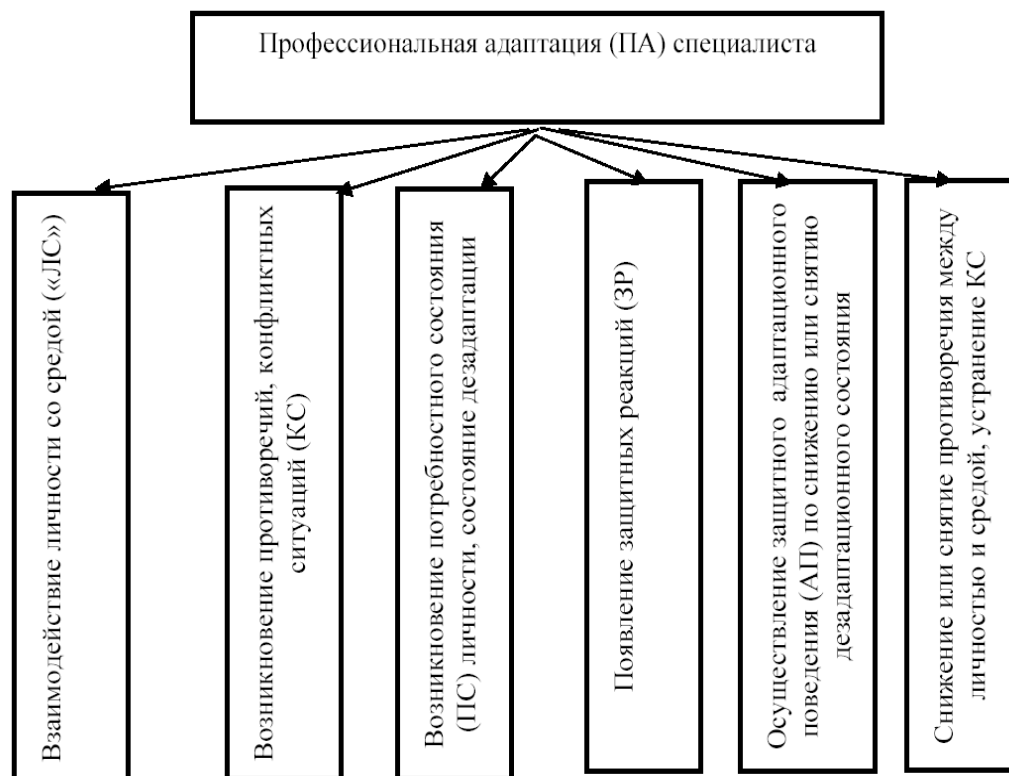 Профессиональная адаптация (ПА) специалиста
Взаимодействие личности со средой («ЛС»)
Возникновение противоречий, конфликтных
ситуаций (КС)
Возникновение потребностного состояния
(ПС) личности, состояние дезадаптации
Появление защитных реакций (ЗР)
Осуществление защитного адаптационного
поведения (АП) по снижению или снятию
дезадаптационного состояния
Снижение или снятие противоречия между
личностью и средой, устранение КС